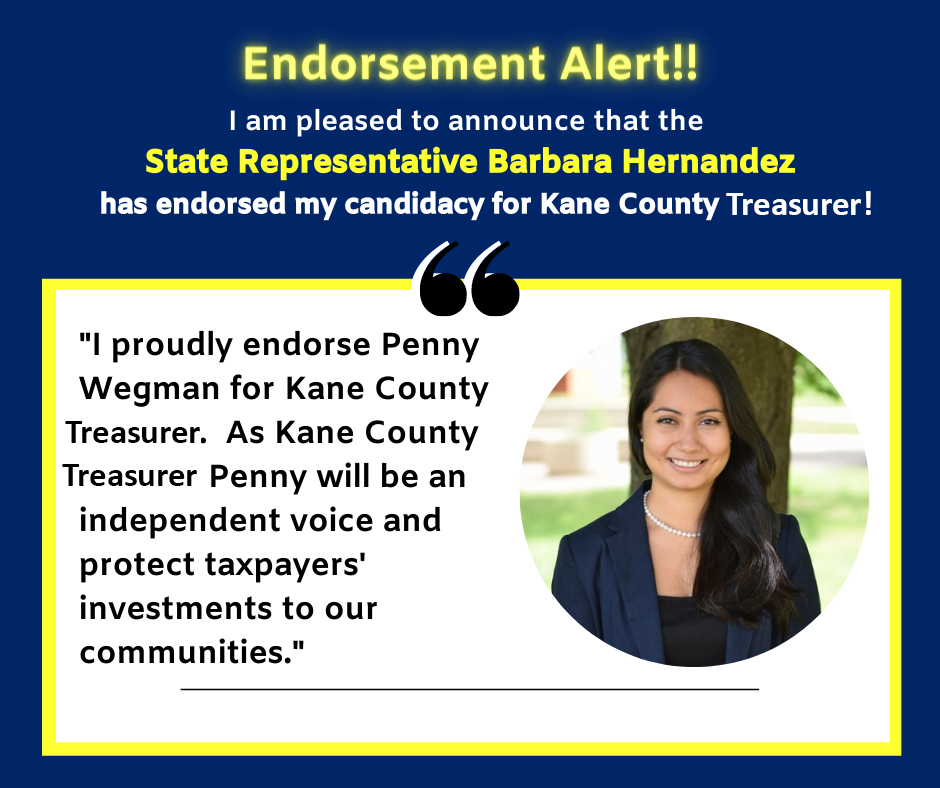 Endorsement Alert!!
I am pleased to announce that the
State Representative Barbara Hernandez
has endorsed my candidacy for Kane County Treasurer!
"I proudly endorse Penny
Wegman for Kane County
Treasurer. As Kane County
Treasurer Penny will be an
independent voice and
protect taxpayers'
investments to our
communities."